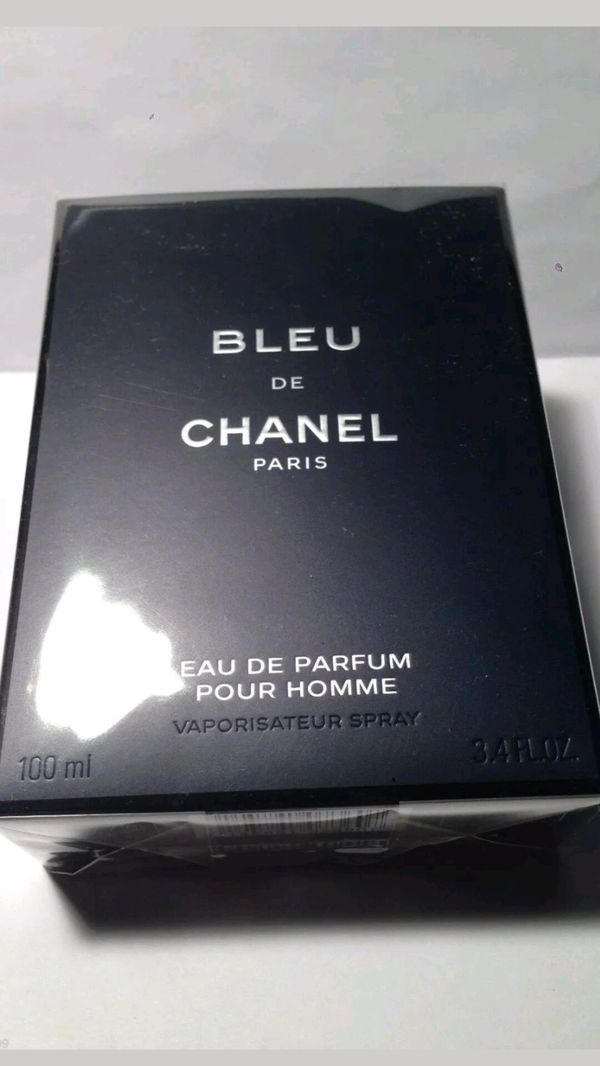 BLEU
DE
CHANEL
PARIS
EAU DE PARFUM
POUR HOMME
VAPORISATEUR SPRAY
100 ml
3.4 FL.OZ.